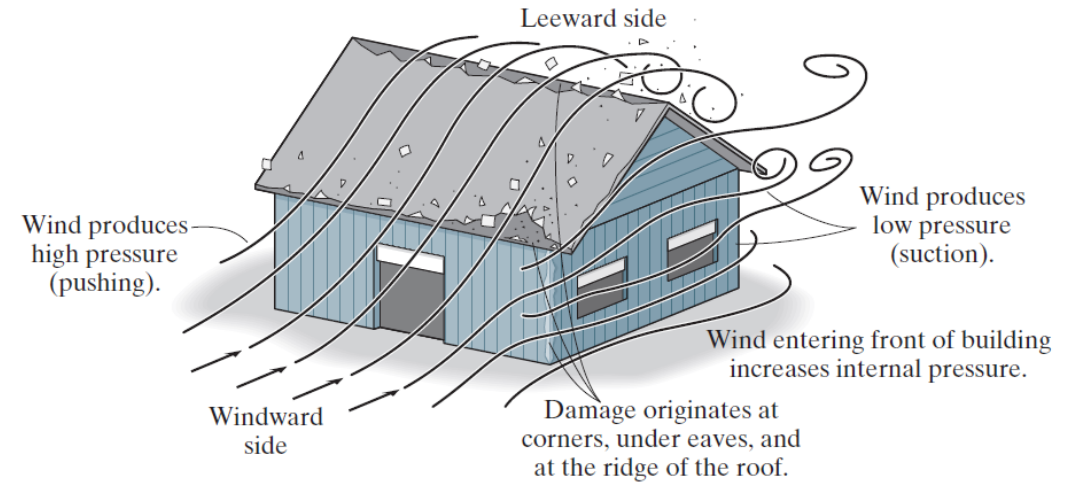 Leeward side
Wind produces
high pressure
(pushing).
Wind produces
low pressure
(suction).
Wind entering front of building
increases internal pressure.
Windward
side
Damage originates at
corners, under eaves, and
at the ridge of the roof.